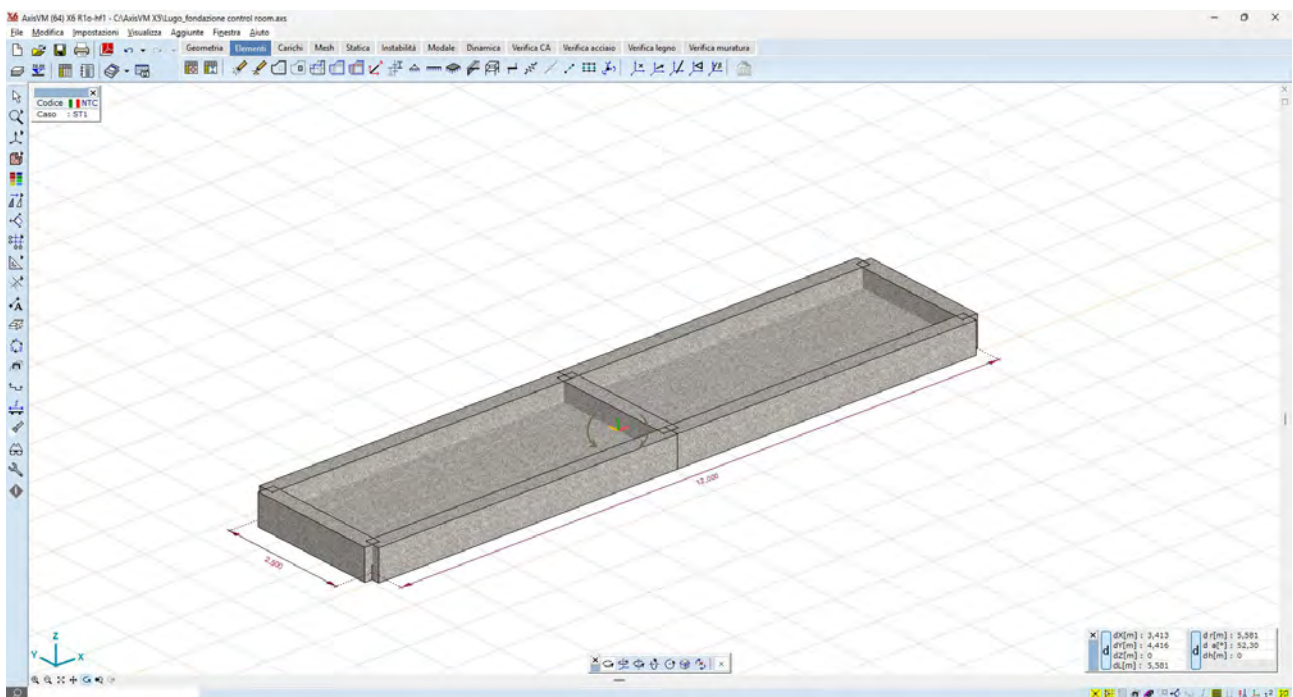 AxisVM (64) X6 R1o-hf1 - C:\AxisVM X5\Lugo_fondazione control room.axs
File Modifica Impostazioni Visualizza Aggiunte Finestra Aiuto
Geometria Elementi Carichi Mesh Statica Instabilità Modale Dinamica Verifica CA Verifica acciaio Verifica legno Verifica muratura
Codice NTC
Caso : ST1
12,000
Z
Y
X
dX[m] : 3,413
dY[m] : 4,416
dZ[m] : 0
dL[m] : 5,581
d
d r[m] : 5,581
d a[°] : 52,30
dh[m] : 0
d